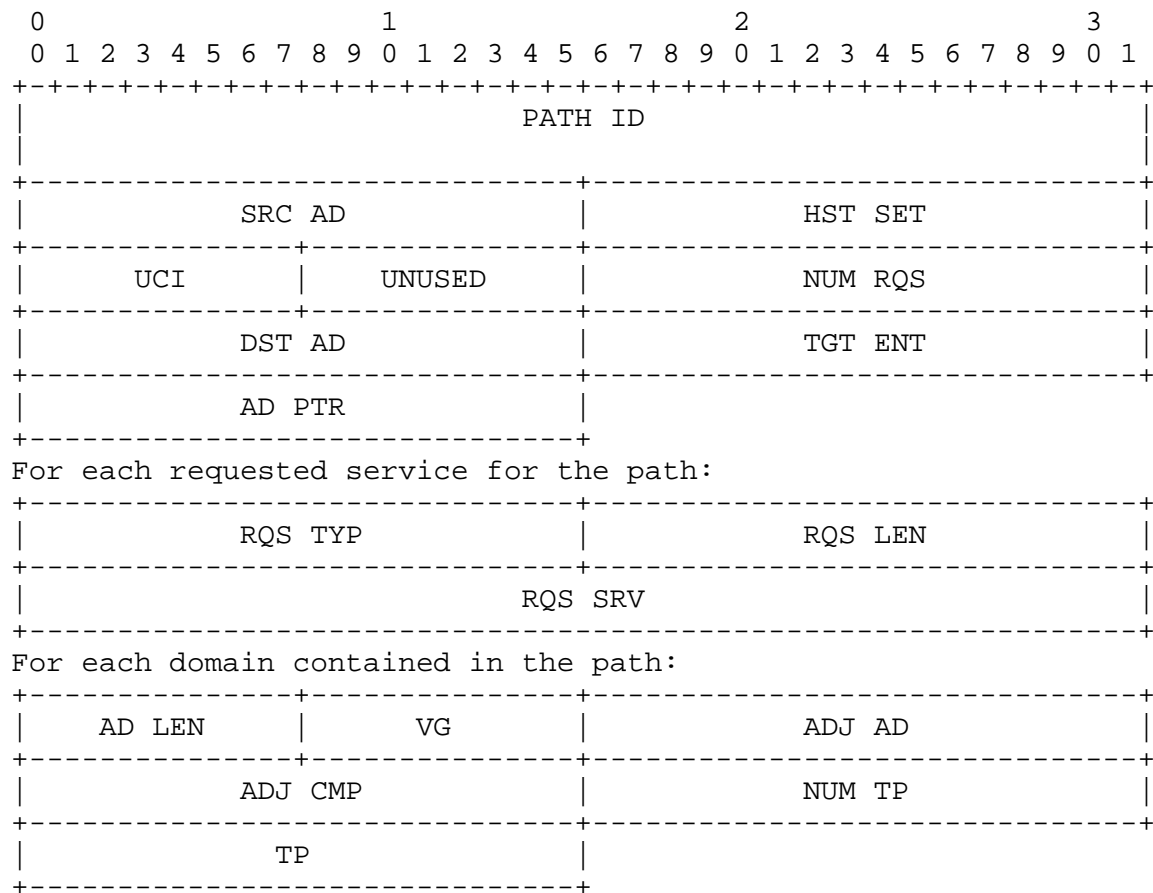 0 1 2 3
0 1 2 3 4 5 6 7 8 9 0 1 2 3 4 5 6 7 8 9 0 1 2 3 4 5 6 7 8 9 0 1
+-+-+-+-+-+-+-+-+-+-+-+-+-+-+-+-+-+-+-+-+-+-+-+-+-+-+-+-+-+-+-+-+
| PATH ID |
| |
+-------------------------------+-------------------------------+
| SRC AD | HST SET |
+---------------+---------------+-------------------------------+
| UCI | UNUSED | NUM RQS |
+---------------+---------------+-------------------------------+
| DST AD | TGT ENT |
+-------------------------------+-------------------------------+
| AD PTR |
+-------------------------------+
For each requested service for the path:
+-------------------------------+-------------------------------+
| RQS TYP | RQS LEN |
+-------------------------------+-------------------------------+
| RQS SRV |
+---------------------------------------------------------------+
For each domain contained in the path:
+---------------+---------------+-------------------------------+
| AD LEN | VG | ADJ AD |
+---------------+---------------+-------------------------------+
| ADJ CMP | NUM TP |
+-------------------------------+-------------------------------+
| TP |
+-------------------------------+